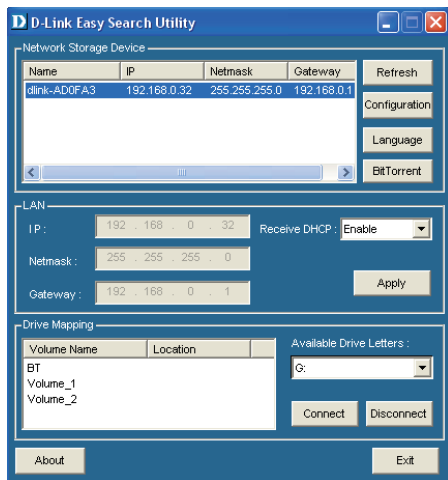 D D-Link Easy Search Utility
Network Storage Device
Name IP Netmask Gateway
dlink-AD0FA3 192.168.0.32 255.255.255.0 192.168.0.1
Refresh
Configuration
Language
BitTorrent
LAN
IP: 192 . 168 . 0 . 32 Receive DHCP : Enable
Netmask : 255 . 255 . 255 . 0
Gateway : 192 . 168 . 0 . 1 Apply
Drive Mapping
Volume Name Location Available Drive Letters :
BT G:
Volume_1
Volume_2
Connect Disconnect
About Exit